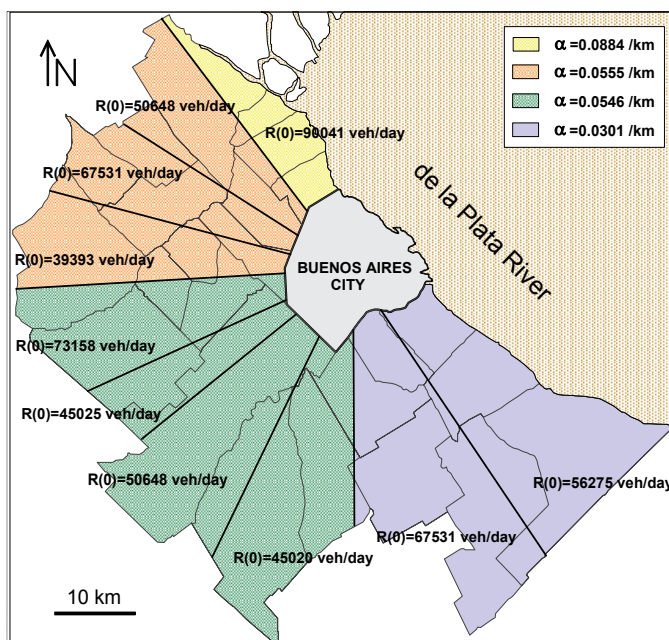 α=0.0884 /km
α=0.0555 /km
α=0.0546 /km
α=0.0301 /km
N
R(0)=50648 veh/day
R(0)=90041 veh/day
R(0)=67531 veh/day
de la Plata River
R(0)=39393 veh/day
BUENOS AIRES
CITY
R(0)=73158 veh/day
R(0)=45025 veh/day
R(0)=50648 veh/day
R(0)=56275 veh/day
R(0)=67531 veh/day
R(0)=45020 veh/day
10 km